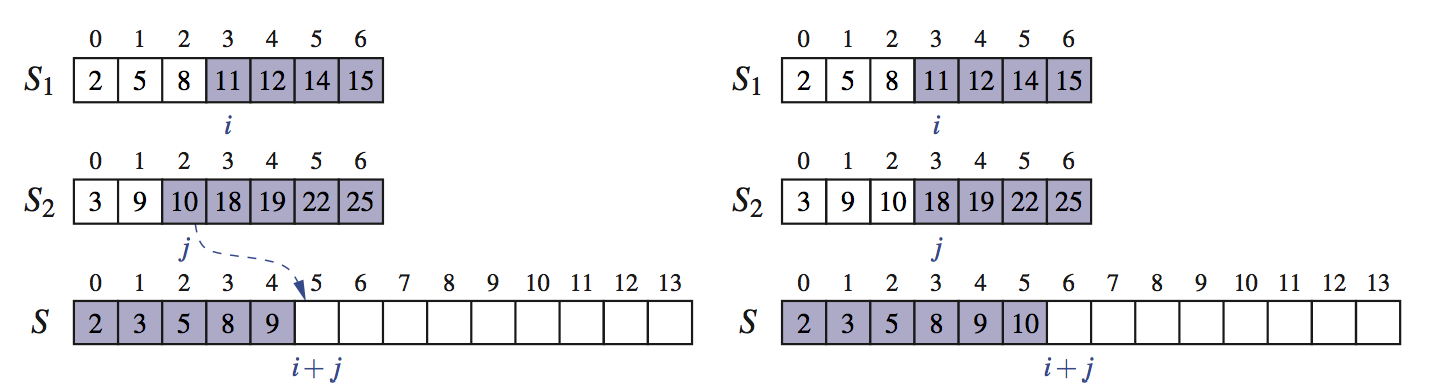 0 1 2 3 4 5 6
S1 2 5 8 11 12 14 15
i
0 1 2 3 4 5 6
S2 3 9 10 18 19 22 25
j
0 1 2 3 4 5 6 7 8 9 10 11 12 13
S 2 3 5 8 9
i + j
0 1 2 3 4 5 6
S1 2 5 8 11 12 14 15
i
0 1 2 3 4 5 6
S2 3 9 10 18 19 22 25
j
0 1 2 3 4 5 6 7 8 9 10 11 12 13
S 2 3 5 8 9 10
i + j